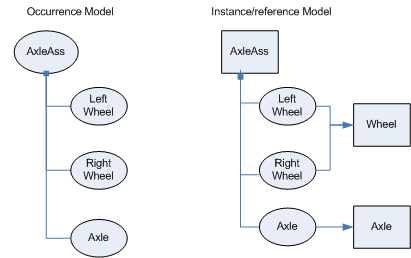 Occurrence Model
AxleAss
Left
Wheel
Right
Wheel
Axle
Instance/reference Model
AxleAss
Left
Wheel
Right
Wheel
Axle
Wheel
Axle